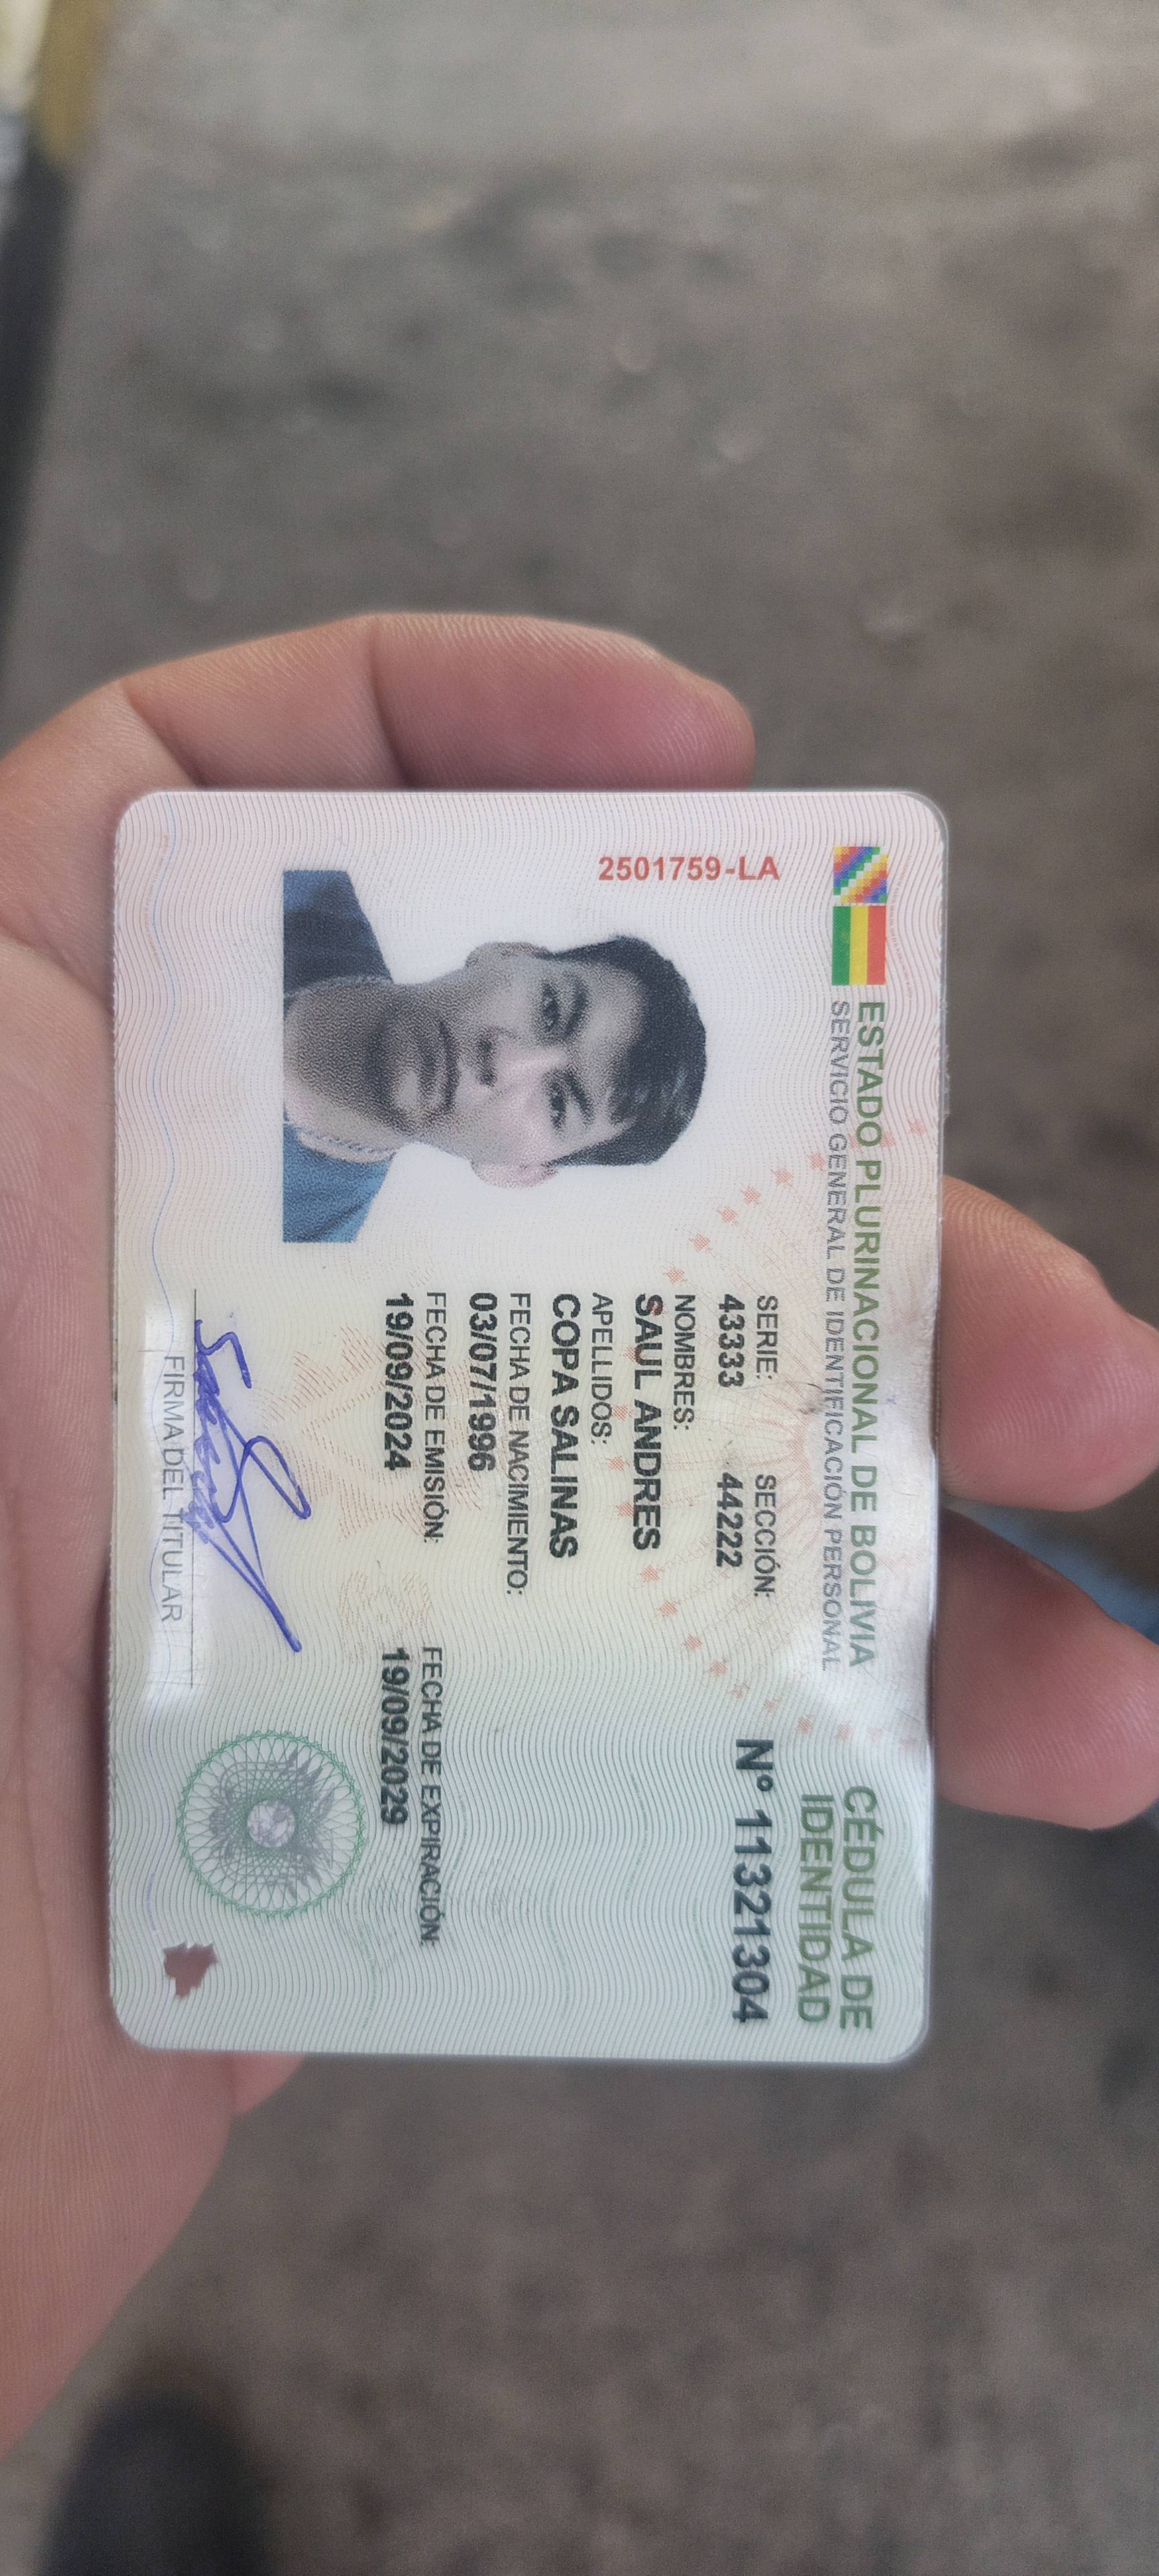 ESTADO PLURINACIONAL DE BOLIVIA
SERVICIO GENERAL DE IDENTIFICACIÓN PERSONAL
CÉDULA DE
IDENTIDAD
2501759-LA
SERIE: SECCIÓN:
43333 44222 N° 11321304
NOMBRES:
SAUL ANDRES
APELLIDOS:
COPA SALINAS
FECHA DE NACIMIENTO:
03/07/1996
FECHA DE EMISIÓN: FECHA DE EXPIRACIÓN:
19/09/2024 19/09/2029
FIRMA DEL TITULAR